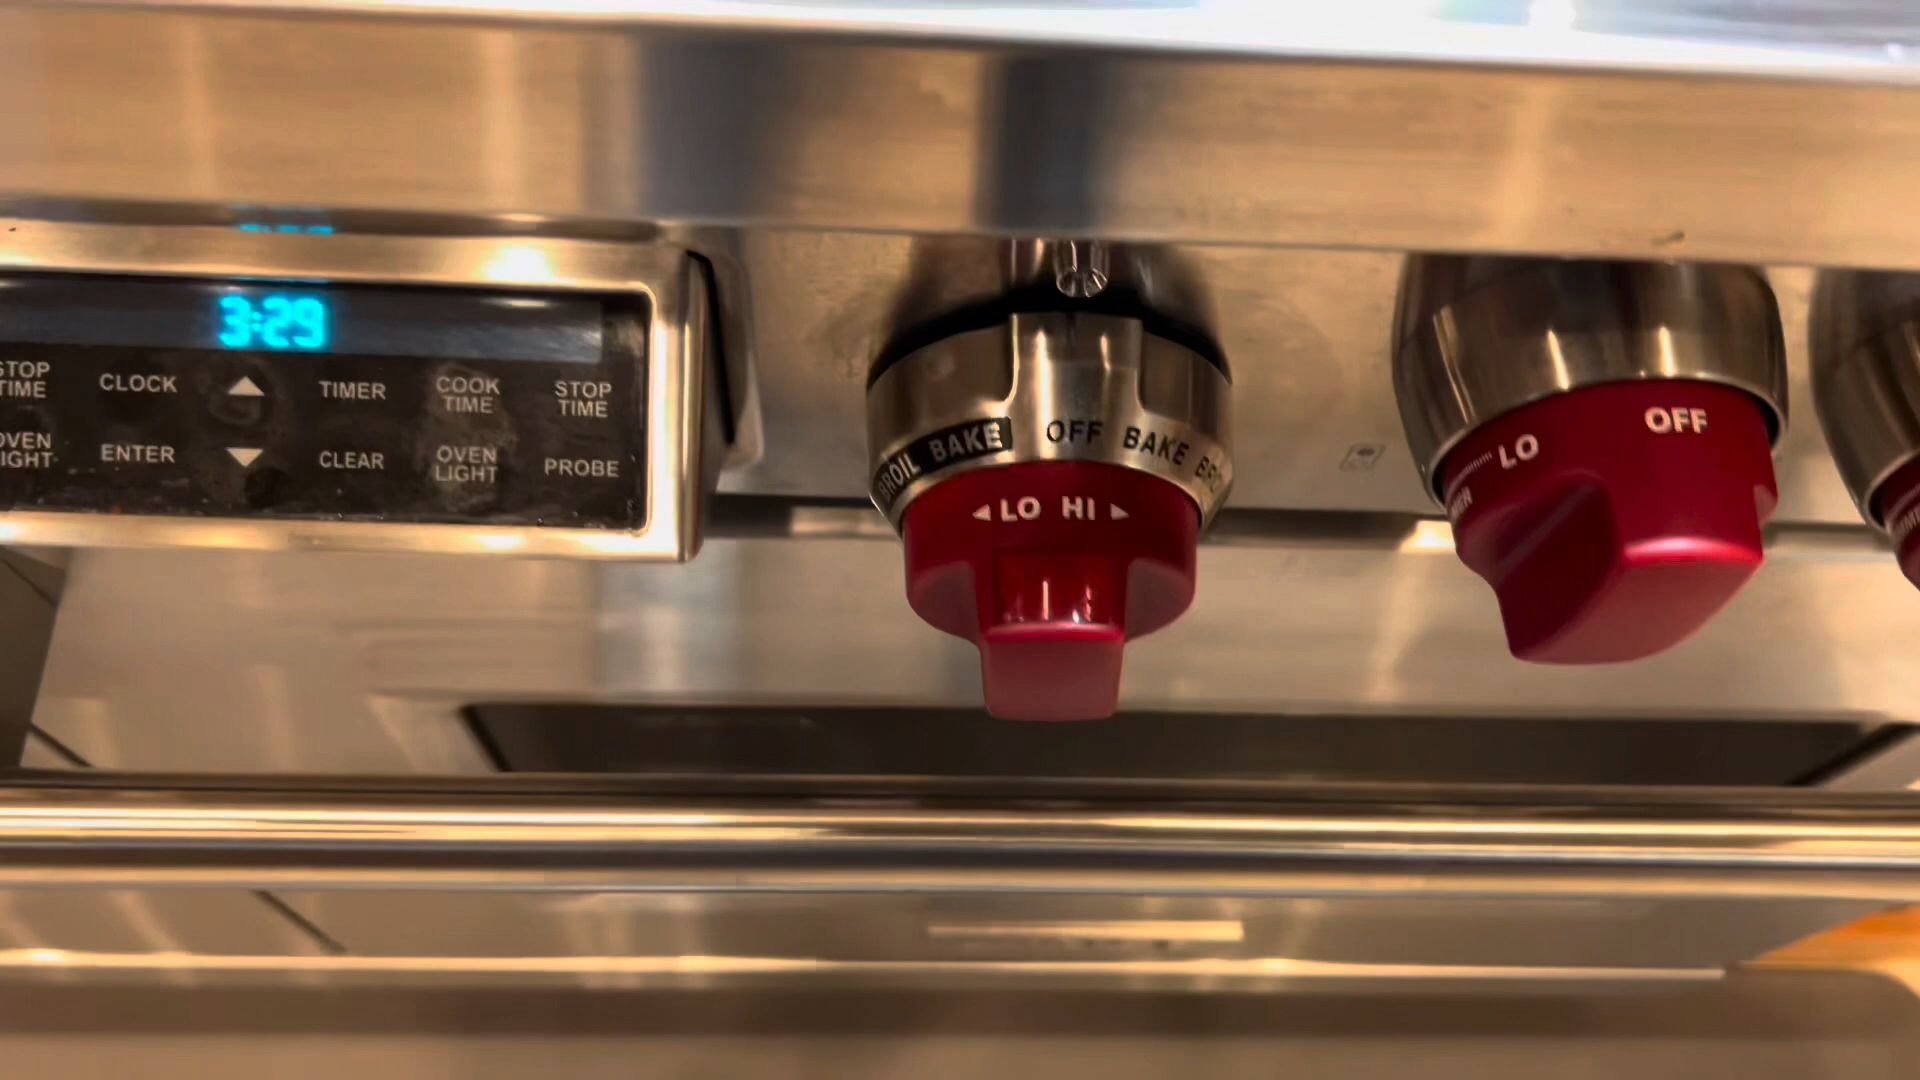 3:29
STOP
TIME
CLOCK
TIMER
COOK
TIME
STOP
TIME
OVEN
LIGHT
ENTER
CLEAR
OVEN
LIGHT
PROBE
BROIL BAKE OFF BAKE
◄LO HI►
LO OFF